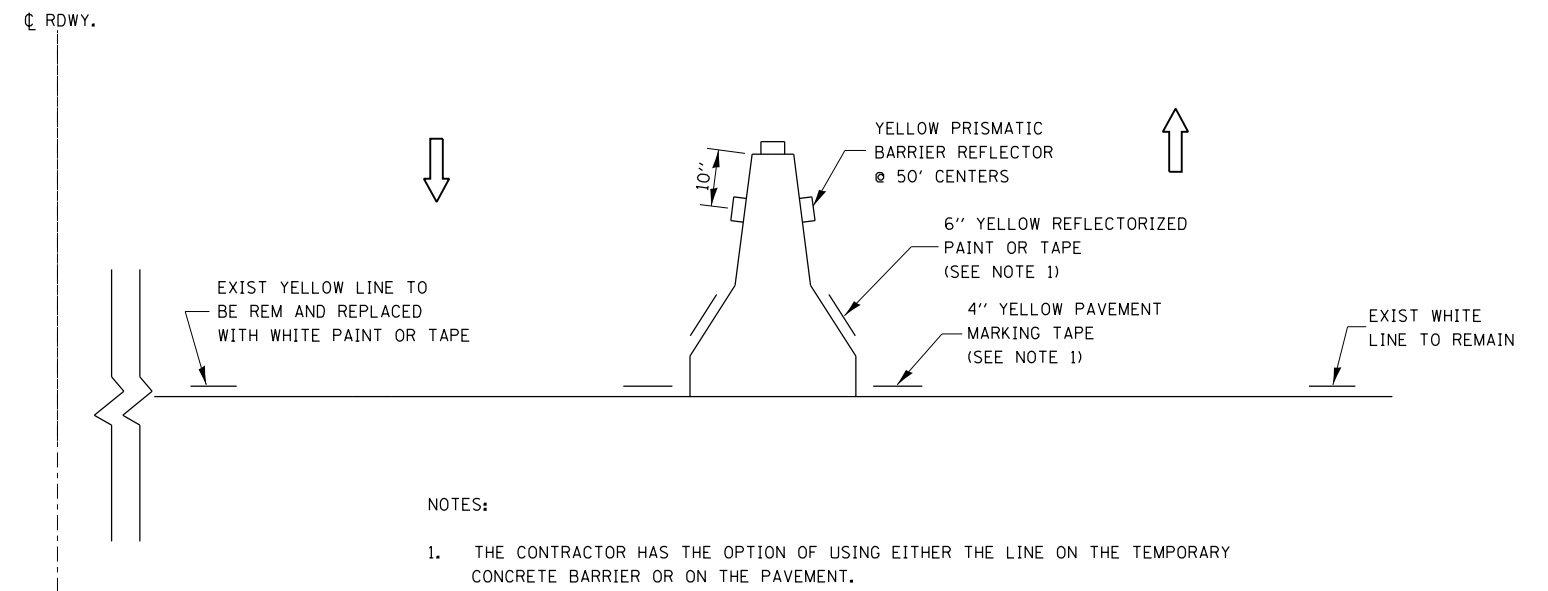 ℄ RDWY.
YELLOW PRISMATIC
BARRIER REFLECTOR
@ 50' CENTERS
10''
6'' YELLOW REFLECTORIZED
PAINT OR TAPE
(SEE NOTE 1)
EXIST YELLOW LINE TO
BE REM AND REPLACED
WITH WHITE PAINT OR TAPE
4'' YELLOW PAVEMENT
MARKING TAPE
(SEE NOTE 1)
EXIST WHITE
LINE TO REMAIN
NOTES:
1. THE CONTRACTOR HAS THE OPTION OF USING EITHER THE LINE ON THE TEMPORARY
CONCRETE BARRIER OR ON THE PAVEMENT.